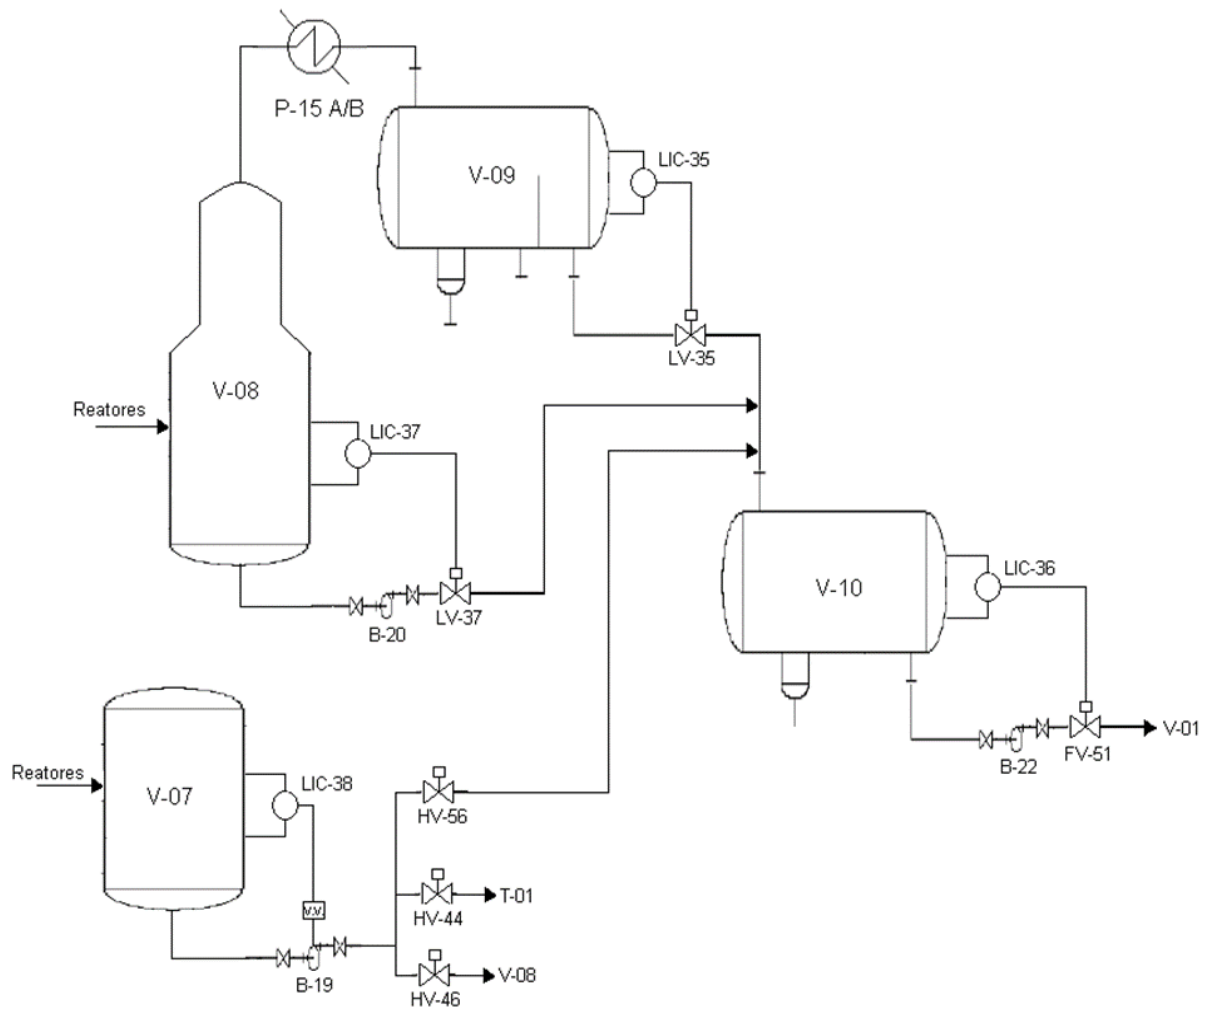 P-15 A/B
V-09
LIC-35
LV-35
V-08
Reatores
LIC-37
LV-37
B-20
V-10
LIC-36
V-01
FV-51
B-22
Reatores
V-07
LIC-38
HV-56
V.V.
T-01
HV-44
V-08
HV-46
B-19